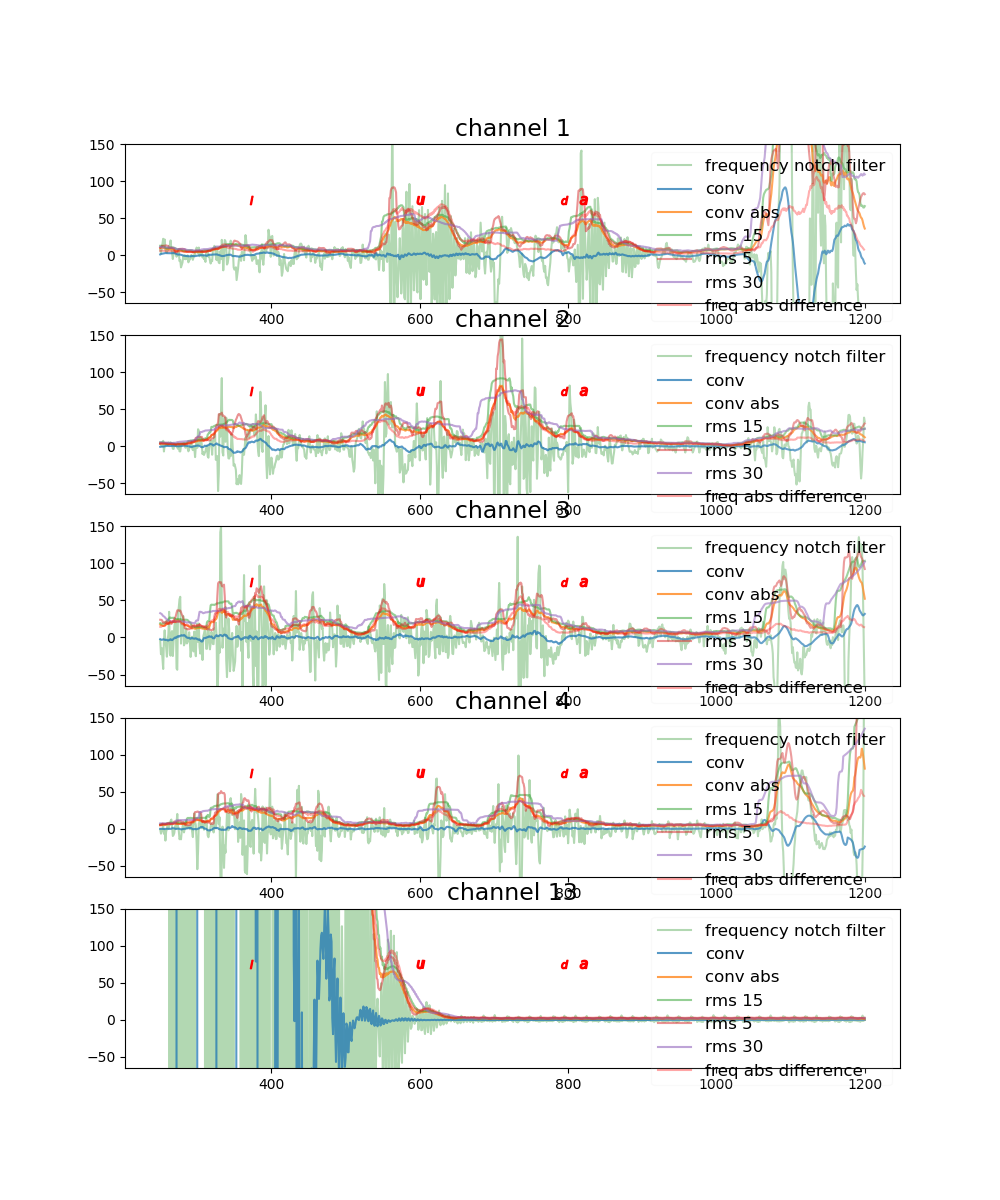 channel 1
150
100
50
0
−50
400
600
800
1000
1200
l
u
d
a
frequency notch filter
conv
conv abs
rms 15
rms 5
rms 30
freq abs difference
channel 2
150
100
50
0
−50
400
600
800
1000
1200
l
u
d
a
frequency notch filter
conv
conv abs
rms 15
rms 5
rms 30
freq abs difference
channel 3
150
100
50
0
−50
400
600
800
1000
1200
l
u
d
a
frequency notch filter
conv
conv abs
rms 15
rms 5
rms 30
freq abs difference
channel 4
150
100
50
0
−50
400
600
800
1000
1200
l
u
d
a
frequency notch filter
conv
conv abs
rms 15
rms 5
rms 30
freq abs difference
channel 13
150
100
50
0
−50
400
600
800
1000
1200
l
u
d
a
frequency notch filter
conv
conv abs
rms 15
rms 5
rms 30
freq abs difference